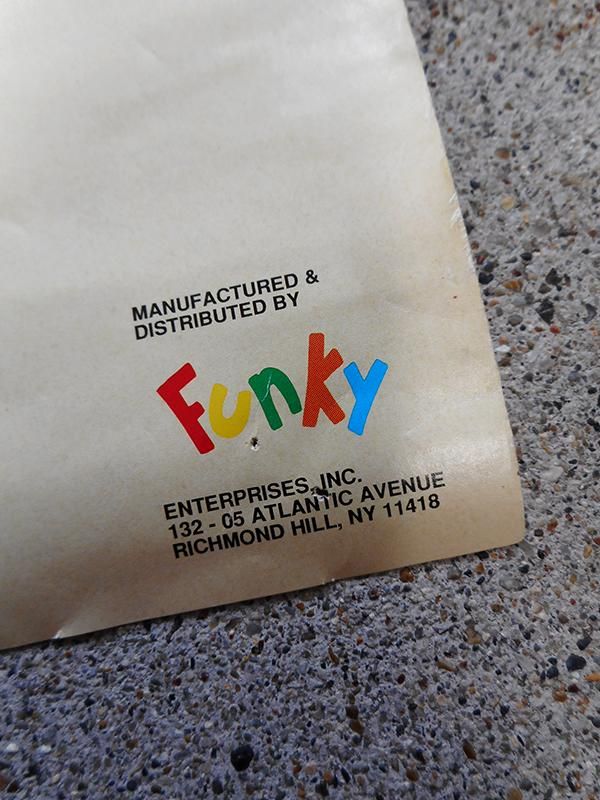 MANUFACTURED &
DISTRIBUTED BY
Funky
ENTERPRISES, INC.
132 - 05 ATLANTIC AVENUE
RICHMOND HILL, NY 11418